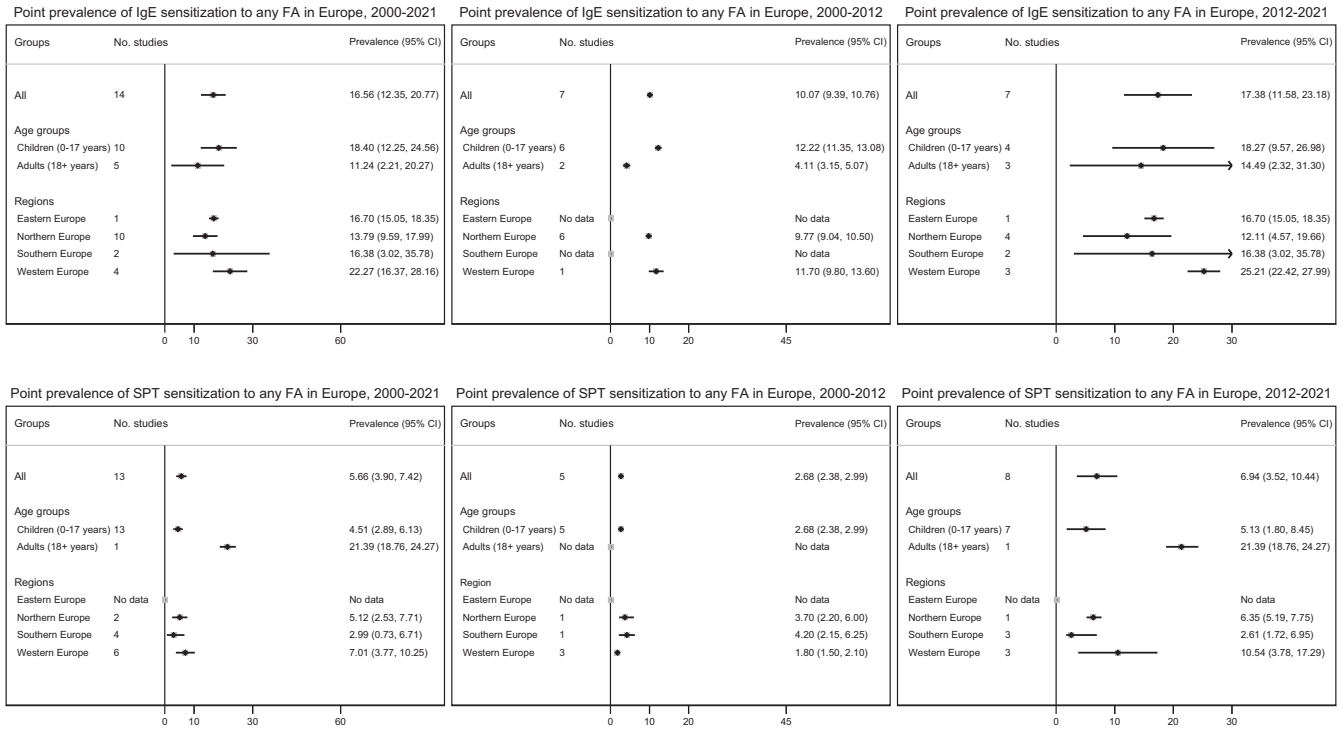 Point prevalence of IgE sensitization to any FA in Europe, 2000-2021
Groups No. studies Prevalence (95% CI)
All 14 16.56 (12.35, 20.77)
Age groups
Children (0-17 years) 10 18.40 (12.25, 24.56)
Adults (18+ years) 5 11.24 (2.21, 20.27)
Regions
Eastern Europe 1 16.70 (15.05, 18.35)
Northern Europe 10 13.79 (9.59, 17.99)
Southern Europe 2 16.38 (3.02, 35.78)
Western Europe 4 22.27 (16.37, 28.16)
0 10 30 60
Point prevalence of IgE sensitization to any FA in Europe, 2000-2012
Groups No. studies Prevalence (95% CI)
All 7 10.07 (9.39, 10.76)
Age groups
Children (0-17 years) 6 12.22 (11.35, 13.08)
Adults (18+ years) 2 4.11 (3.15, 5.07)
Regions
Eastern Europe No data No data
Northern Europe 6 9.77 (9.04, 10.50)
Southern Europe No data No data
Western Europe 1 11.70 (9.80, 13.60)
0 10 20 45
Point prevalence of IgE sensitization to any FA in Europe, 2012-2021
Groups No. studies Prevalence (95% CI)
All 7 17.38 (11.58, 23.18)
Age groups
Children (0-17 years) 4 18.27 (9.57, 26.98)
Adults (18+ years) 3 14.49 (2.32, 31.30)
Regions
Eastern Europe 1 16.70 (15.05, 18.35)
Northern Europe 4 12.11 (4.57, 19.66)
Southern Europe 2 16.38 (3.02, 35.78)
Western Europe 3 25.21 (22.42, 27.99)
0 10 20 30
Point prevalence of SPT sensitization to any FA in Europe, 2000-2021
Groups No. studies Prevalence (95% CI)
All 13 5.66 (3.90, 7.42)
Age groups
Children (0-17 years) 13 4.51 (2.89, 6.13)
Adults (18+ years) 1 21.39 (18.76, 24.27)
Regions
Eastern Europe No data No data
Northern Europe 2 5.12 (2.53, 7.71)
Southern Europe 4 2.99 (0.73, 6.71)
Western Europe 6 7.01 (3.77, 10.25)
0 10 30 60
Point prevalence of SPT sensitization to any FA in Europe, 2000-2012
Groups No. studies Prevalence (95% CI)
All 5 2.68 (2.38, 2.99)
Age groups
Children (0-17 years) 5 2.68 (2.38, 2.99)
Adults (18+ years) No data No data
Region
Eastern Europe No data No data
Northern Europe 1 3.70 (2.20, 6.00)
Southern Europe 1 4.20 (2.15, 6.25)
Western Europe 3 1.80 (1.50, 2.10)
0 10 20 45
Point prevalence of SPT sensitization to any FA in Europe, 2012-2021
Groups No. studies Prevalence (95% CI)
All 8 6.94 (3.52, 10.44)
Age groups
Children (0-17 years) 7 5.13 (1.80, 8.45)
Adults (18+ years) 1 21.39 (18.76, 24.27)
Regions
Eastern Europe No data No data
Northern Europe 1 6.35 (5.19, 7.75)
Southern Europe 3 2.61 (1.72, 6.95)
Western Europe 3 10.54 (3.78, 17.29)
0 10 20 30